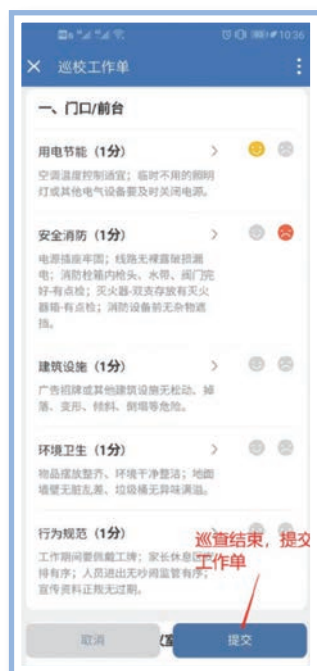 10:36
巡校工作单
一、门口/前台
用电节能（1分）
空调温度控制适宜；临时不用的照明
灯或其他电气设备要及时关闭电源。
安全消防（1分）
电源插座牢固；线路无裸露破损漏
电；消防栓箱内枪头、水带、阀门完
好-有点检；灭火器-双支存放有灭火
器箱-有点检；消防设备前无杂物遮
挡。
建筑设施（1分）
广告招牌或其他建筑设施无松动、掉
落、变形、倾斜、倒塌等危险。
环境卫生（1分）
物品摆放整齐、环境干净整洁；地面
墙壁无脏乱差、垃圾桶无异味满溢。
行为规范（1分）
巡查结束，提交
工作单
工作期间要佩戴工牌；家长休息区
排有序；人员进出无吵闹监管有序；
宣传资料正规无过期。
取消
提交